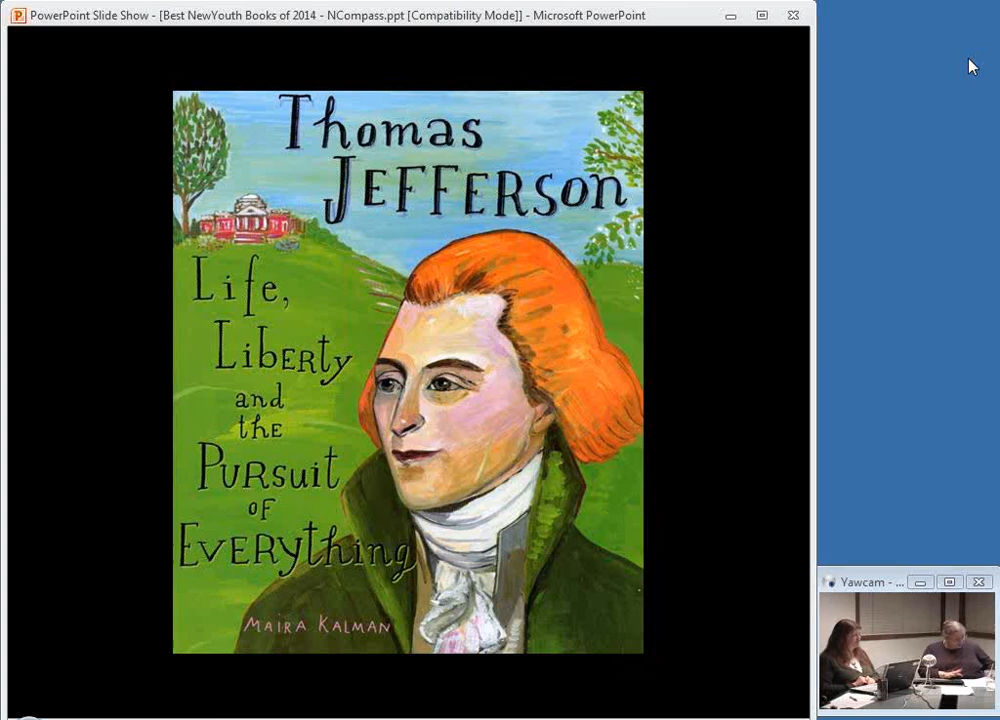 PowerPoint Slide Show - [Best NewYouth Books of 2014 - NCompass.ppt [Compatibility Mode]] - Microsoft PowerPoint
Thomas
JEFFERSON
Life,
LibERTy
and
thE
PURSuiT
OF
EVERything
MAiRA KALMAN
Yawcam - ...